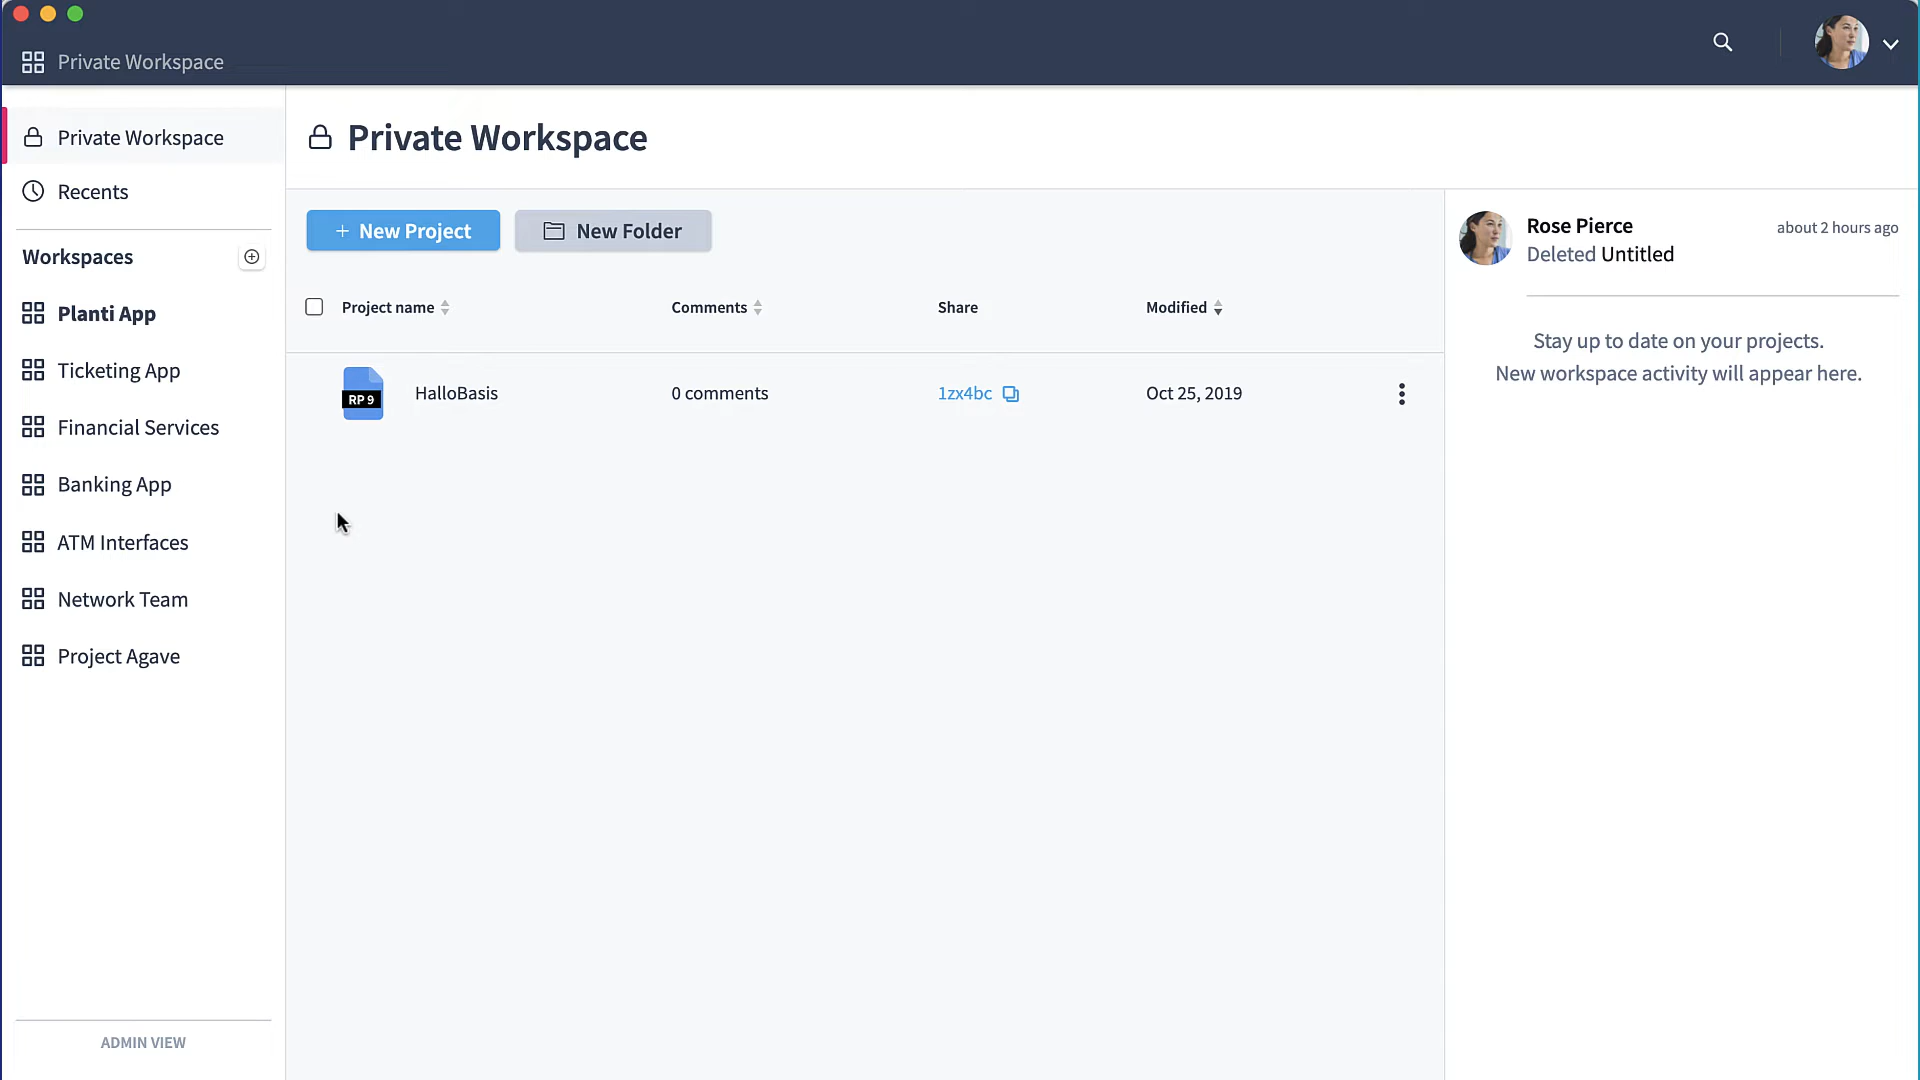 Private Workspace
Private Workspace
Recents
Workspaces
Planti App
Ticketing App
Financial Services
Banking App
ATM Interfaces
Network Team
Project Agave
ADMIN VIEW
Private Workspace
+ New Project
New Folder
Project name
Comments
Share
Modified
RP 9
HalloBasis
0 comments
1zx4bc
Oct 25, 2019
Rose Pierce
about 2 hours ago
Deleted Untitled
Stay up to date on your projects.
New workspace activity will appear here.